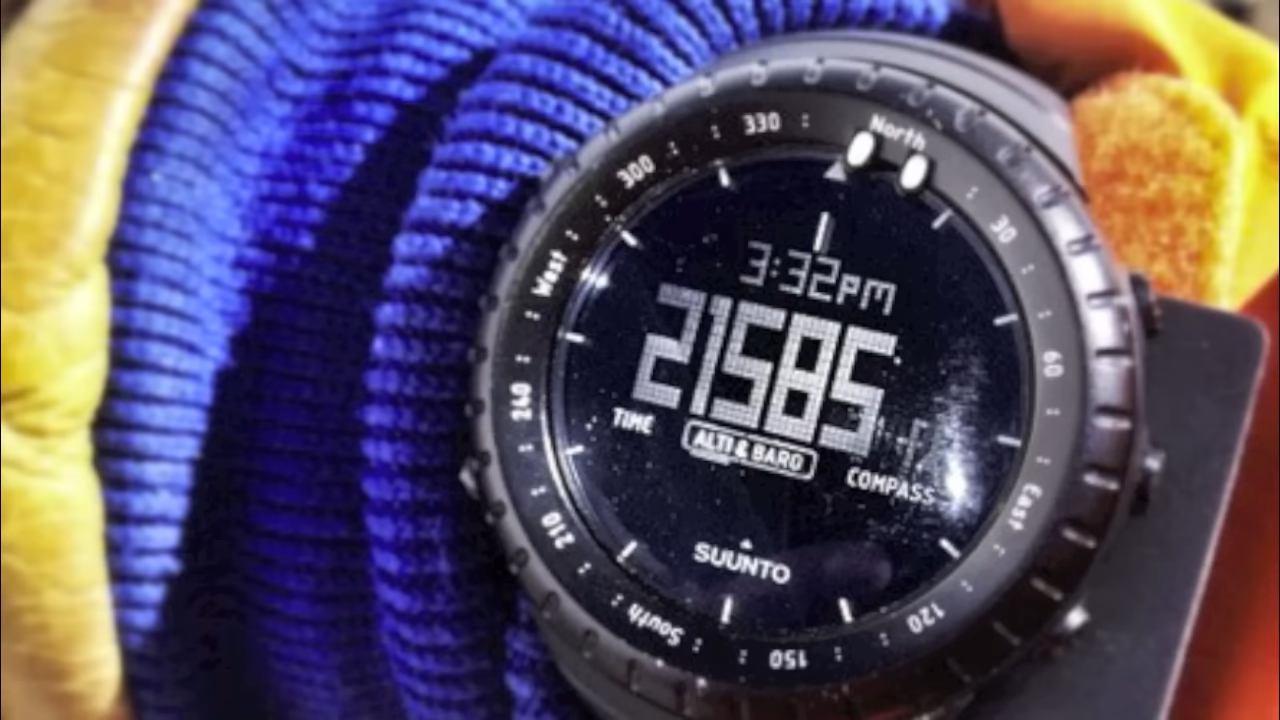 North
30
60
East
120
150
South
210
240
West
300
330
3:32PM
21585
TIME
ALTI & BARO
COMPASS
SUUNTO